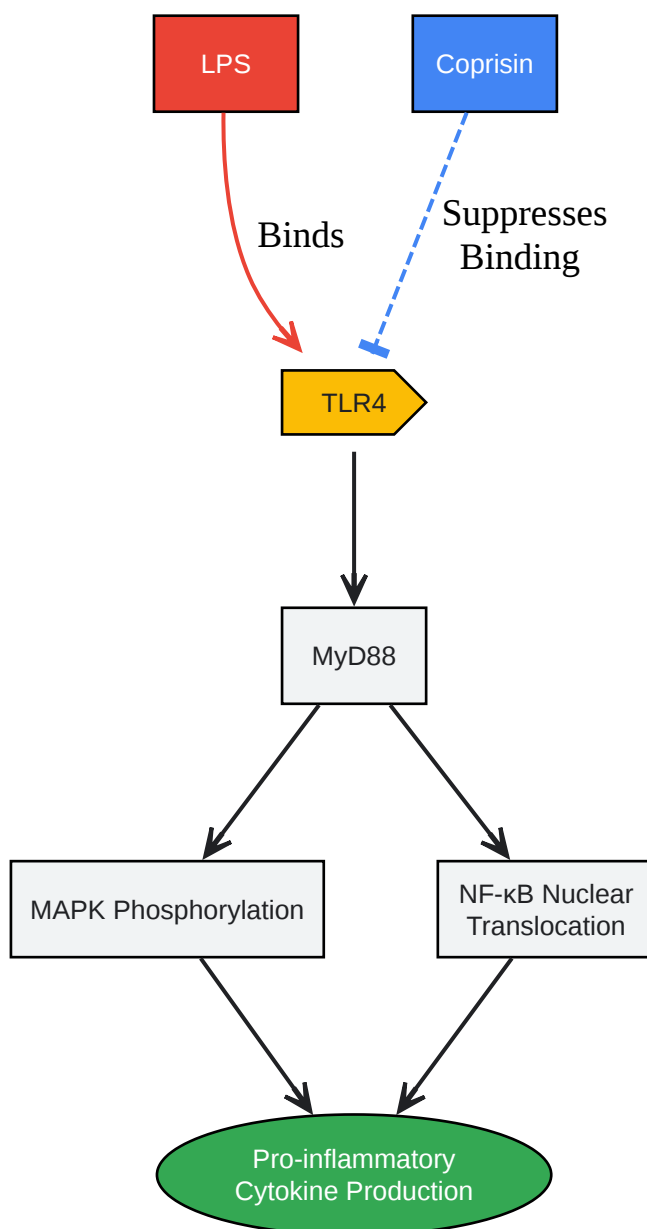 LPS
Coprisin
Binds
Suppresses
Binding
TLR4
MyD88
MAPK Phosphorylation
NF-κB Nuclear
Translocation
Pro-inflammatory
Cytokine Production